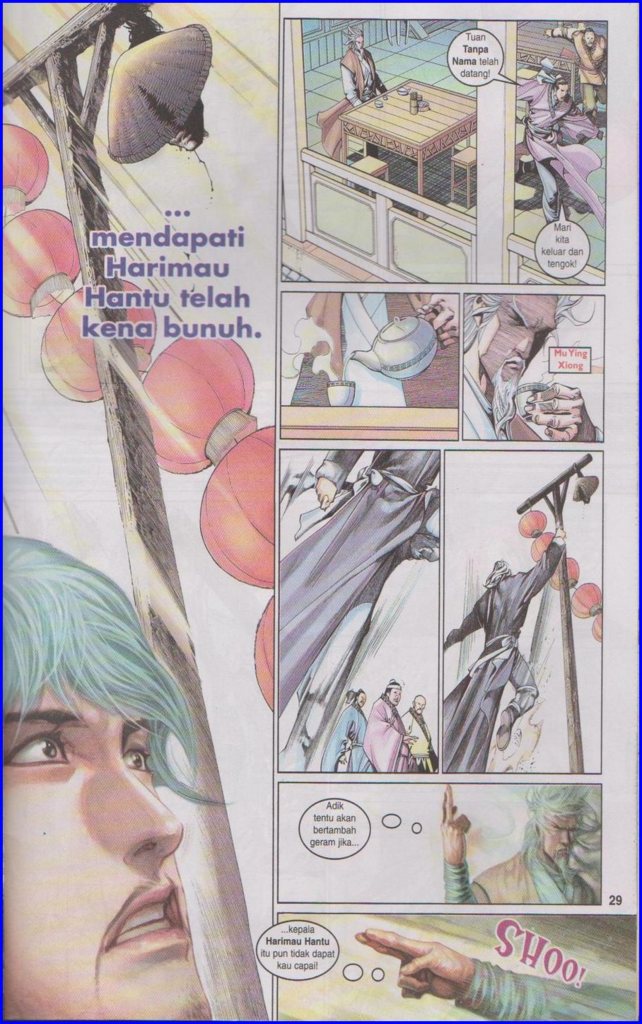 ...
mendapati
Harimau
Hantu telah
kena bunuh.
Tuan
Tanpa
Nama telah
datang!
Mari
kita
keluar dan
tengok!
Mu Ying
Xiong
Adik
tentu akan
bertambah
geram jika...
29
...kepala
Harimau Hantu
itu pun tidak dapat
kau capai!
SHOO!